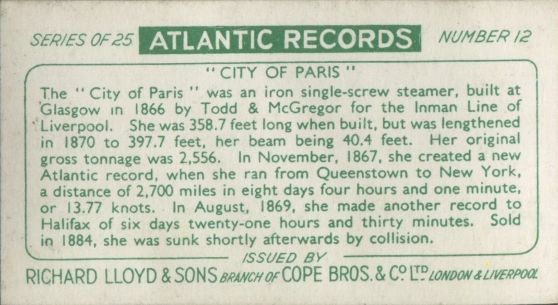 SERIES OF 25 ATLANTIC RECORDS NUMBER 12
"CITY OF PARIS"
The "City of Paris" was an iron single-screw steamer, built at
Glasgow in 1866 by Todd & McGregor for the Inman Line of
Liverpool. She was 358.7 feet long when built, but was lengthened
in 1870 to 397.7 feet, her beam being 40.4 feet. Her original
gross tonnage was 2,556. In November, 1867, she created a new
Atlantic record, when she ran from Queenstown to New York,
a distance of 2,700 miles in eight days four hours and one minute,
or 13.77 knots. In August, 1869, she made another record to
Halifax of six days twenty-one hours and thirty minutes. Sold
in 1884, she was sunk shortly afterwards by collision.
ISSUED BY
RICHARD LLOYD & SONS BRANCH OF COPE BROS. & CO LTD LONDON & LIVERPOOL